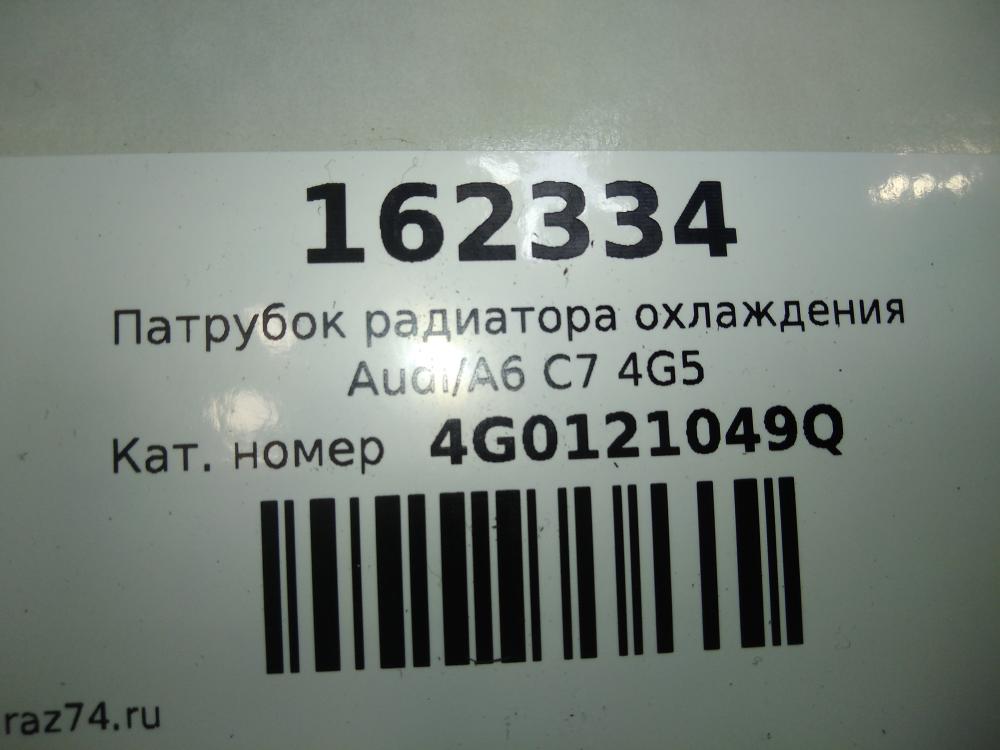 162334
Патрубок радиатора охлаждения
Audi/A6 C7 4G5
Кат. номер 4G0121049Q
raz74.ru